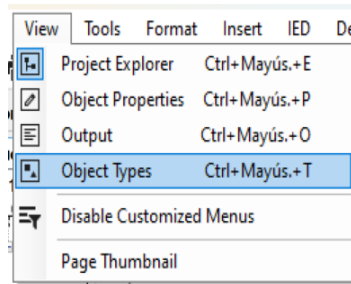 View Tools Format Insert IED
Project Explorer Ctrl+Mayús.+E
Object Properties Ctrl+Mayús.+P
Output Ctrl+Mayús.+O
Object Types Ctrl+Mayús.+T
Disable Customized Menus
Page Thumbnail